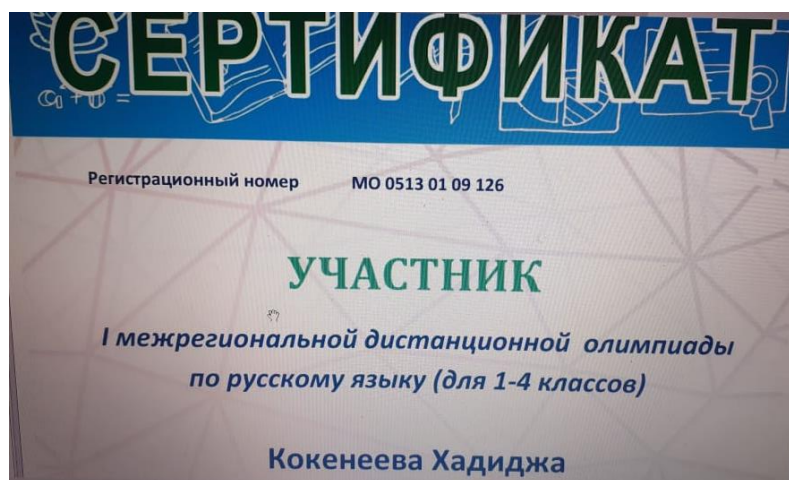 СЕРТИФИКАТ
Регистрационный номер МО 0513 01 09 126
УЧАСТНИК
I межрегиональной дистанционной олимпиады
по русскому языку (для 1-4 классов)
Кокенеева Хадиджа